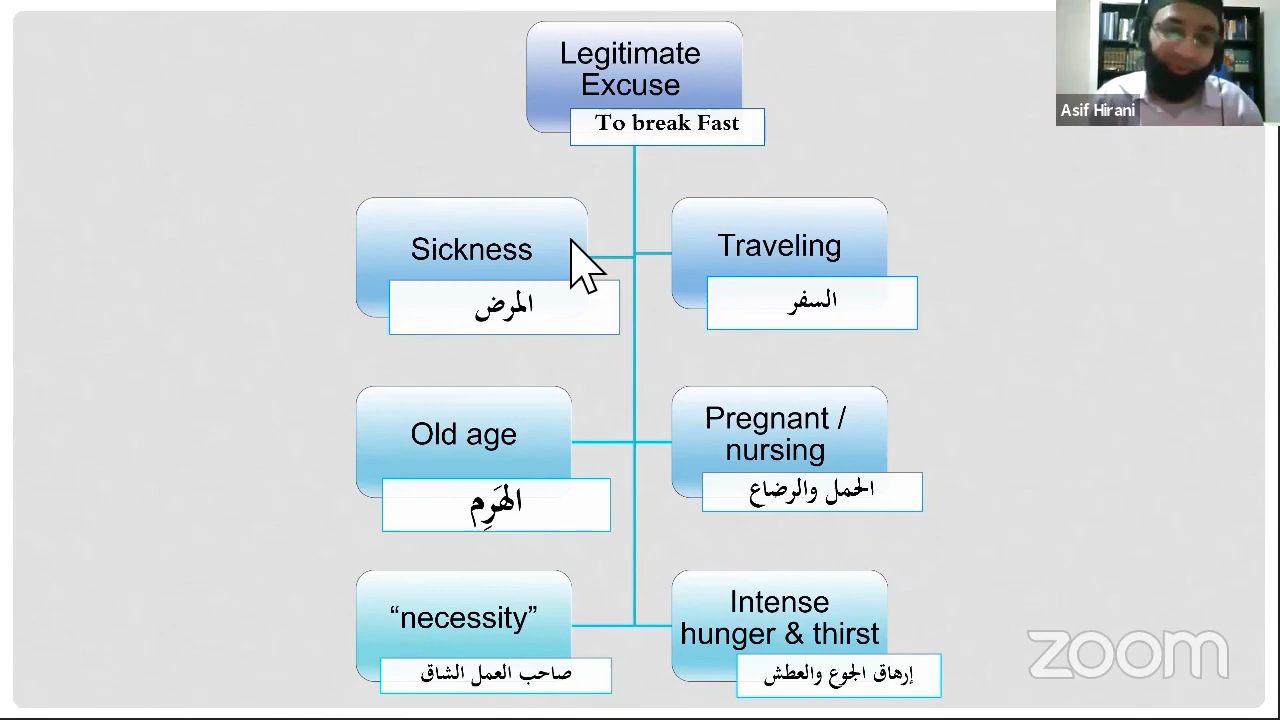 Legitimate
Excuse
To break Fast
Asif Hirani
Sickness
المرض
Traveling
السفر
Old age
الهَرِم
Pregnant /
nursing
الحمل والرضاع
“necessity”
صاحب العمل الشاق
Intense
hunger & thirst
إرهاق الجوع والعطش
zoom